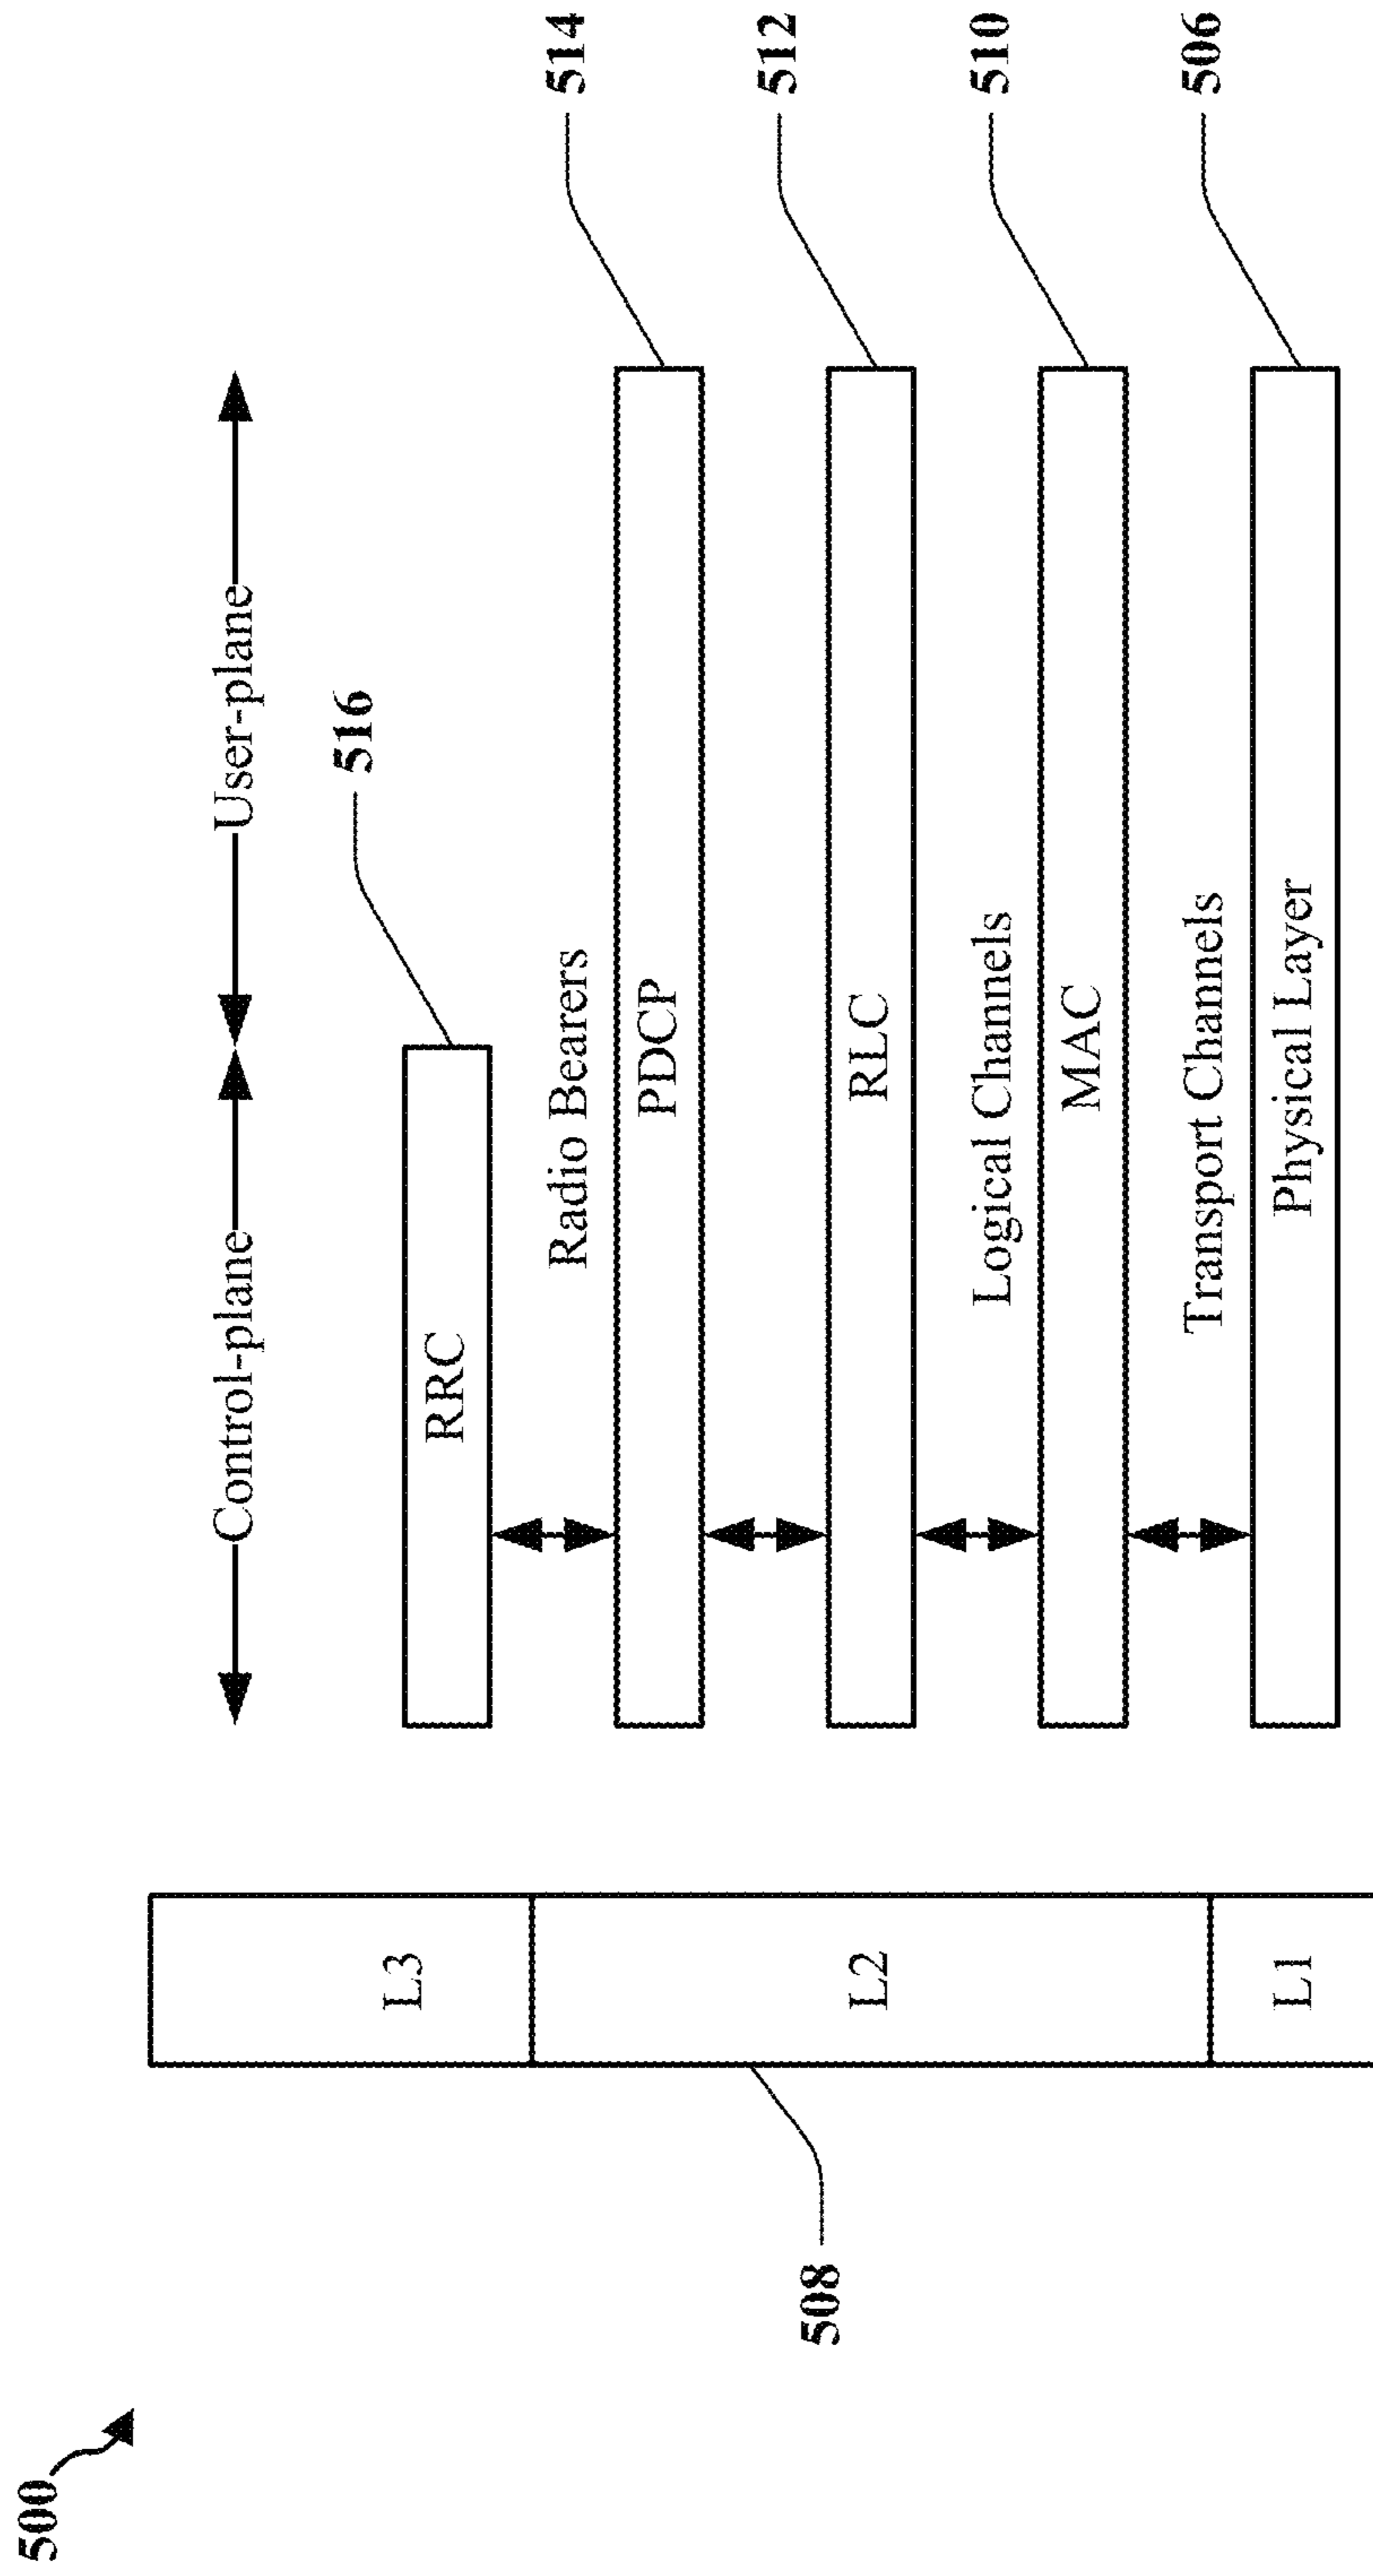 500
Control-plane
User-plane
516
L3
RRC
Radio Bearers
514
PDCP
508
L2
512
RLC
Logical Channels
510
MAC
Transport Channels
506
L1
Physical Layer